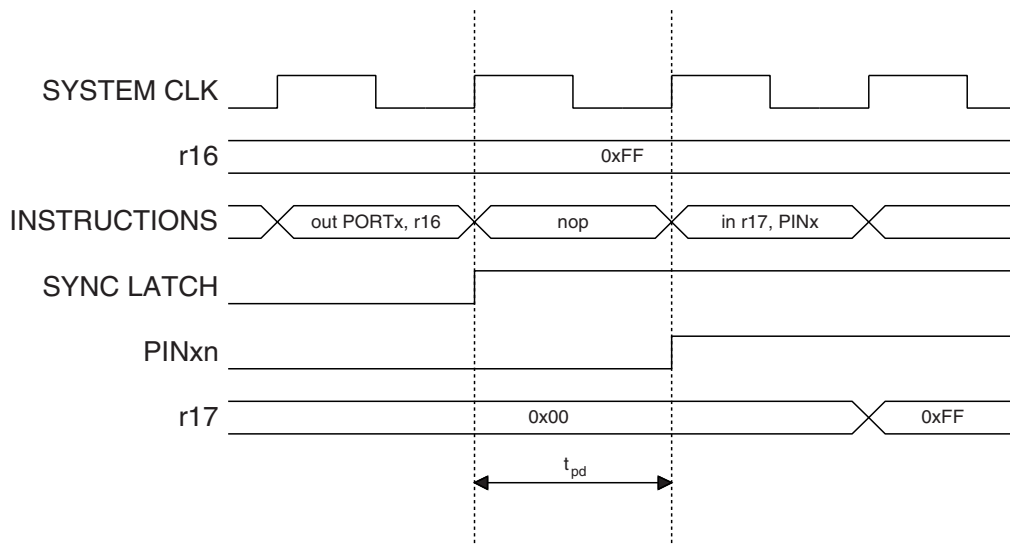 SYSTEM CLK
r16
0xFF
INSTRUCTIONS
out PORTx, r16
nop
in r17, PINx
SYNC LATCH
PINxn
r17
0x00
0xFF
tpd